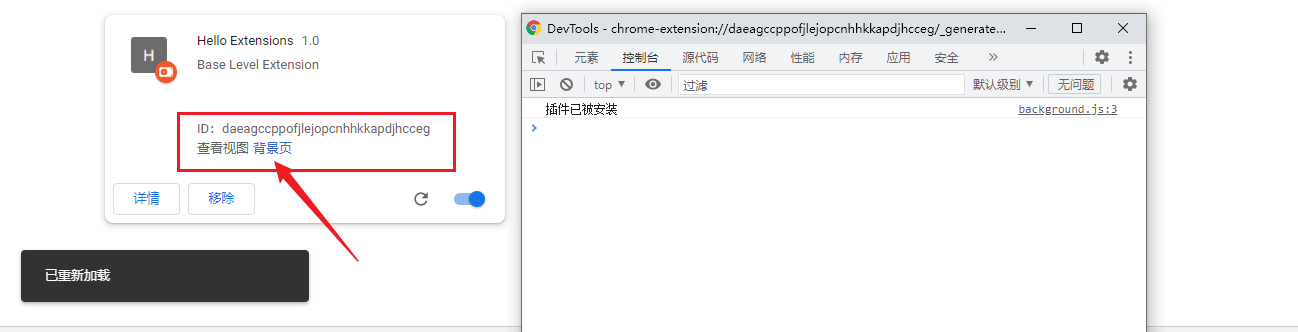 H
Hello Extensions 1.0
Base Level Extension
ID：daeagccppofjlejopcnhhkkapdjhcceg
查看视图 背景页
详情 移除
已重新加载
DevTools - chrome-extension://daeagccppofjlejopcnhhkkapdjhcceg/_generate...
元素 控制台 源代码 网络 性能 内存 应用 安全 »
top ▼ 过滤 默认级别 ▼ 无问题
插件已被安装 background.js:3
>